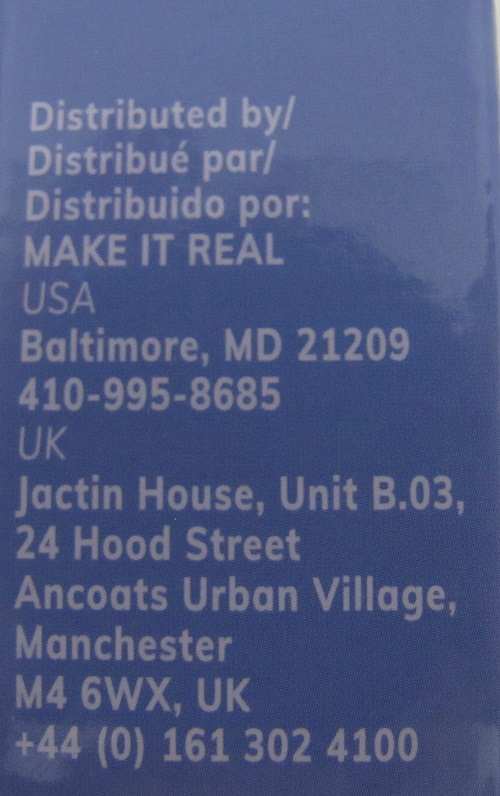 Distributed by/
Distribué par/
Distribuido por:
MAKE IT REAL
USA
Baltimore, MD 21209
410-995-8685
UK
Jactin House, Unit B.03,
24 Hood Street
Ancoats Urban Village,
Manchester
M4 6WX, UK
+44 (0) 161 302 4100